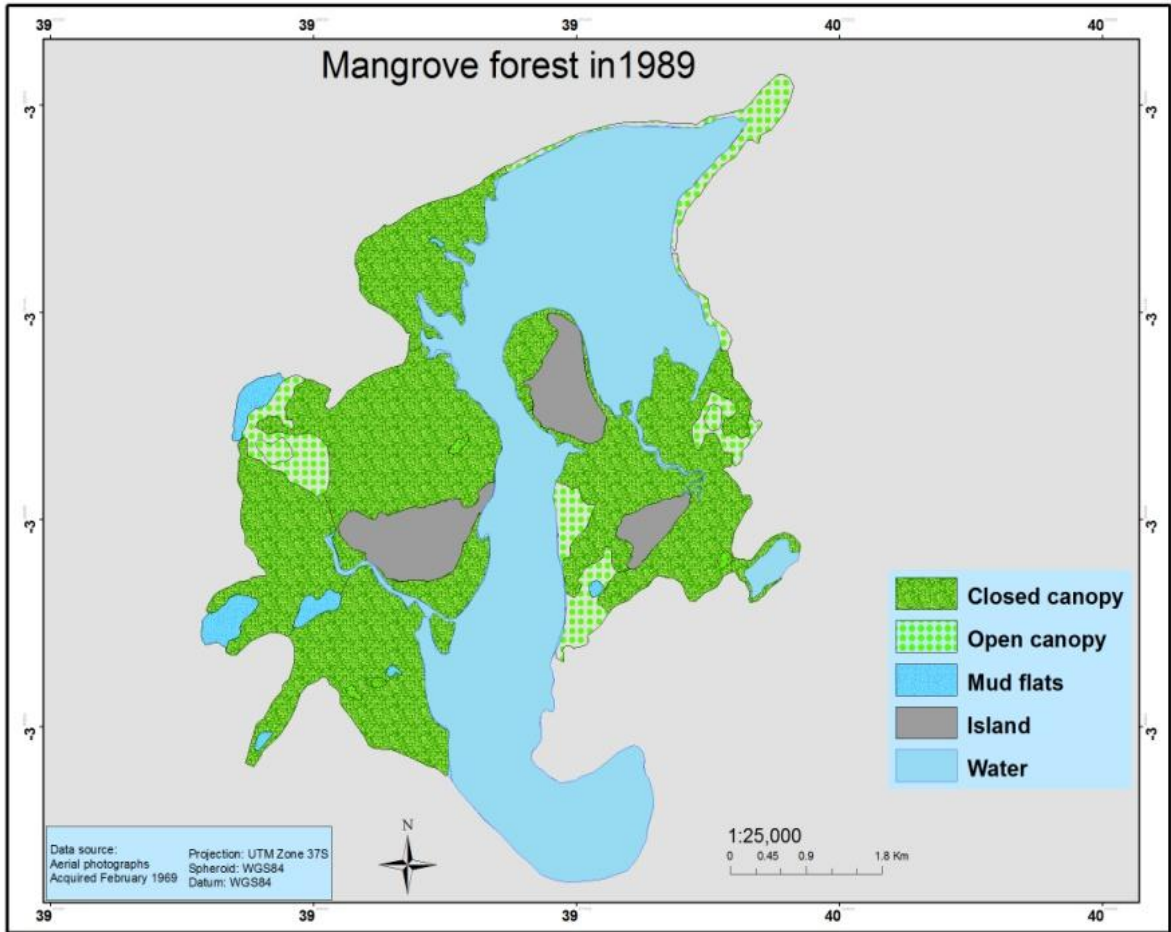 39 39 39 40 40
Mangrove forest in1989
-3 -3
-3 -3
-3 -3
-3 -3
Closed canopy
Open canopy
Mud flats
Island
Water
N
1:25,000
0 0.45 0.9 1.8 Km
Data source:
Aerial photographs
Acquired February 1969
Projection: UTM Zone 37S
Spheroid: WGS84
Datum: WGS84
39 39 39 40 40